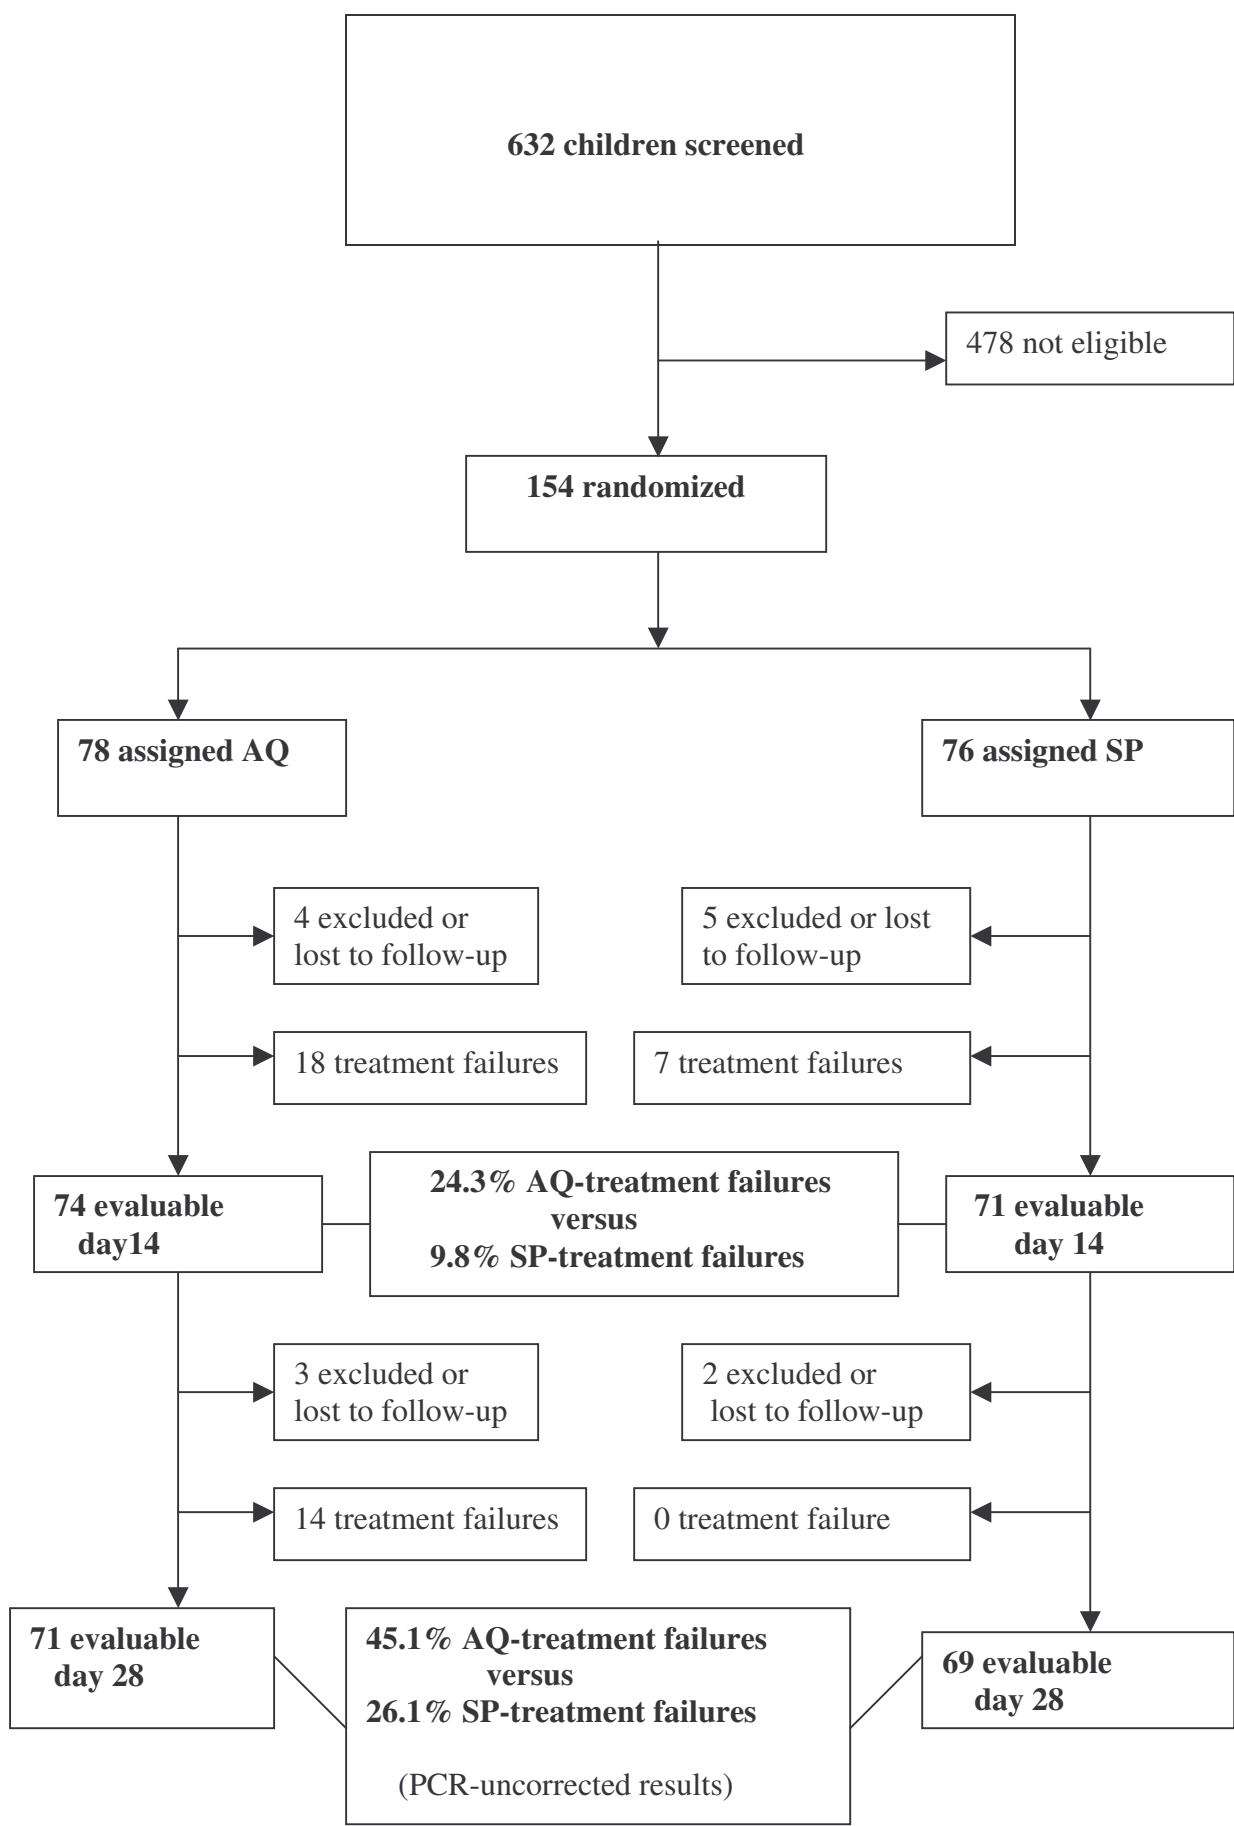 632 children screened
478 not eligible
154 randomized
78 assigned AQ
76 assigned SP
4 excluded or
lost to follow-up
5 excluded or lost
to follow-up
18 treatment failures
7 treatment failures
74 evaluable
day14
24.3% AQ-treatment failures
versus
9.8% SP-treatment failures
71 evaluable
day 14
3 excluded or
lost to follow-up
2 excluded or
lost to follow-up
14 treatment failures
0 treatment failure
71 evaluable
day 28
45.1% AQ-treatment failures
versus
26.1% SP-treatment failures
(PCR-uncorrected results)
69 evaluable
day 28